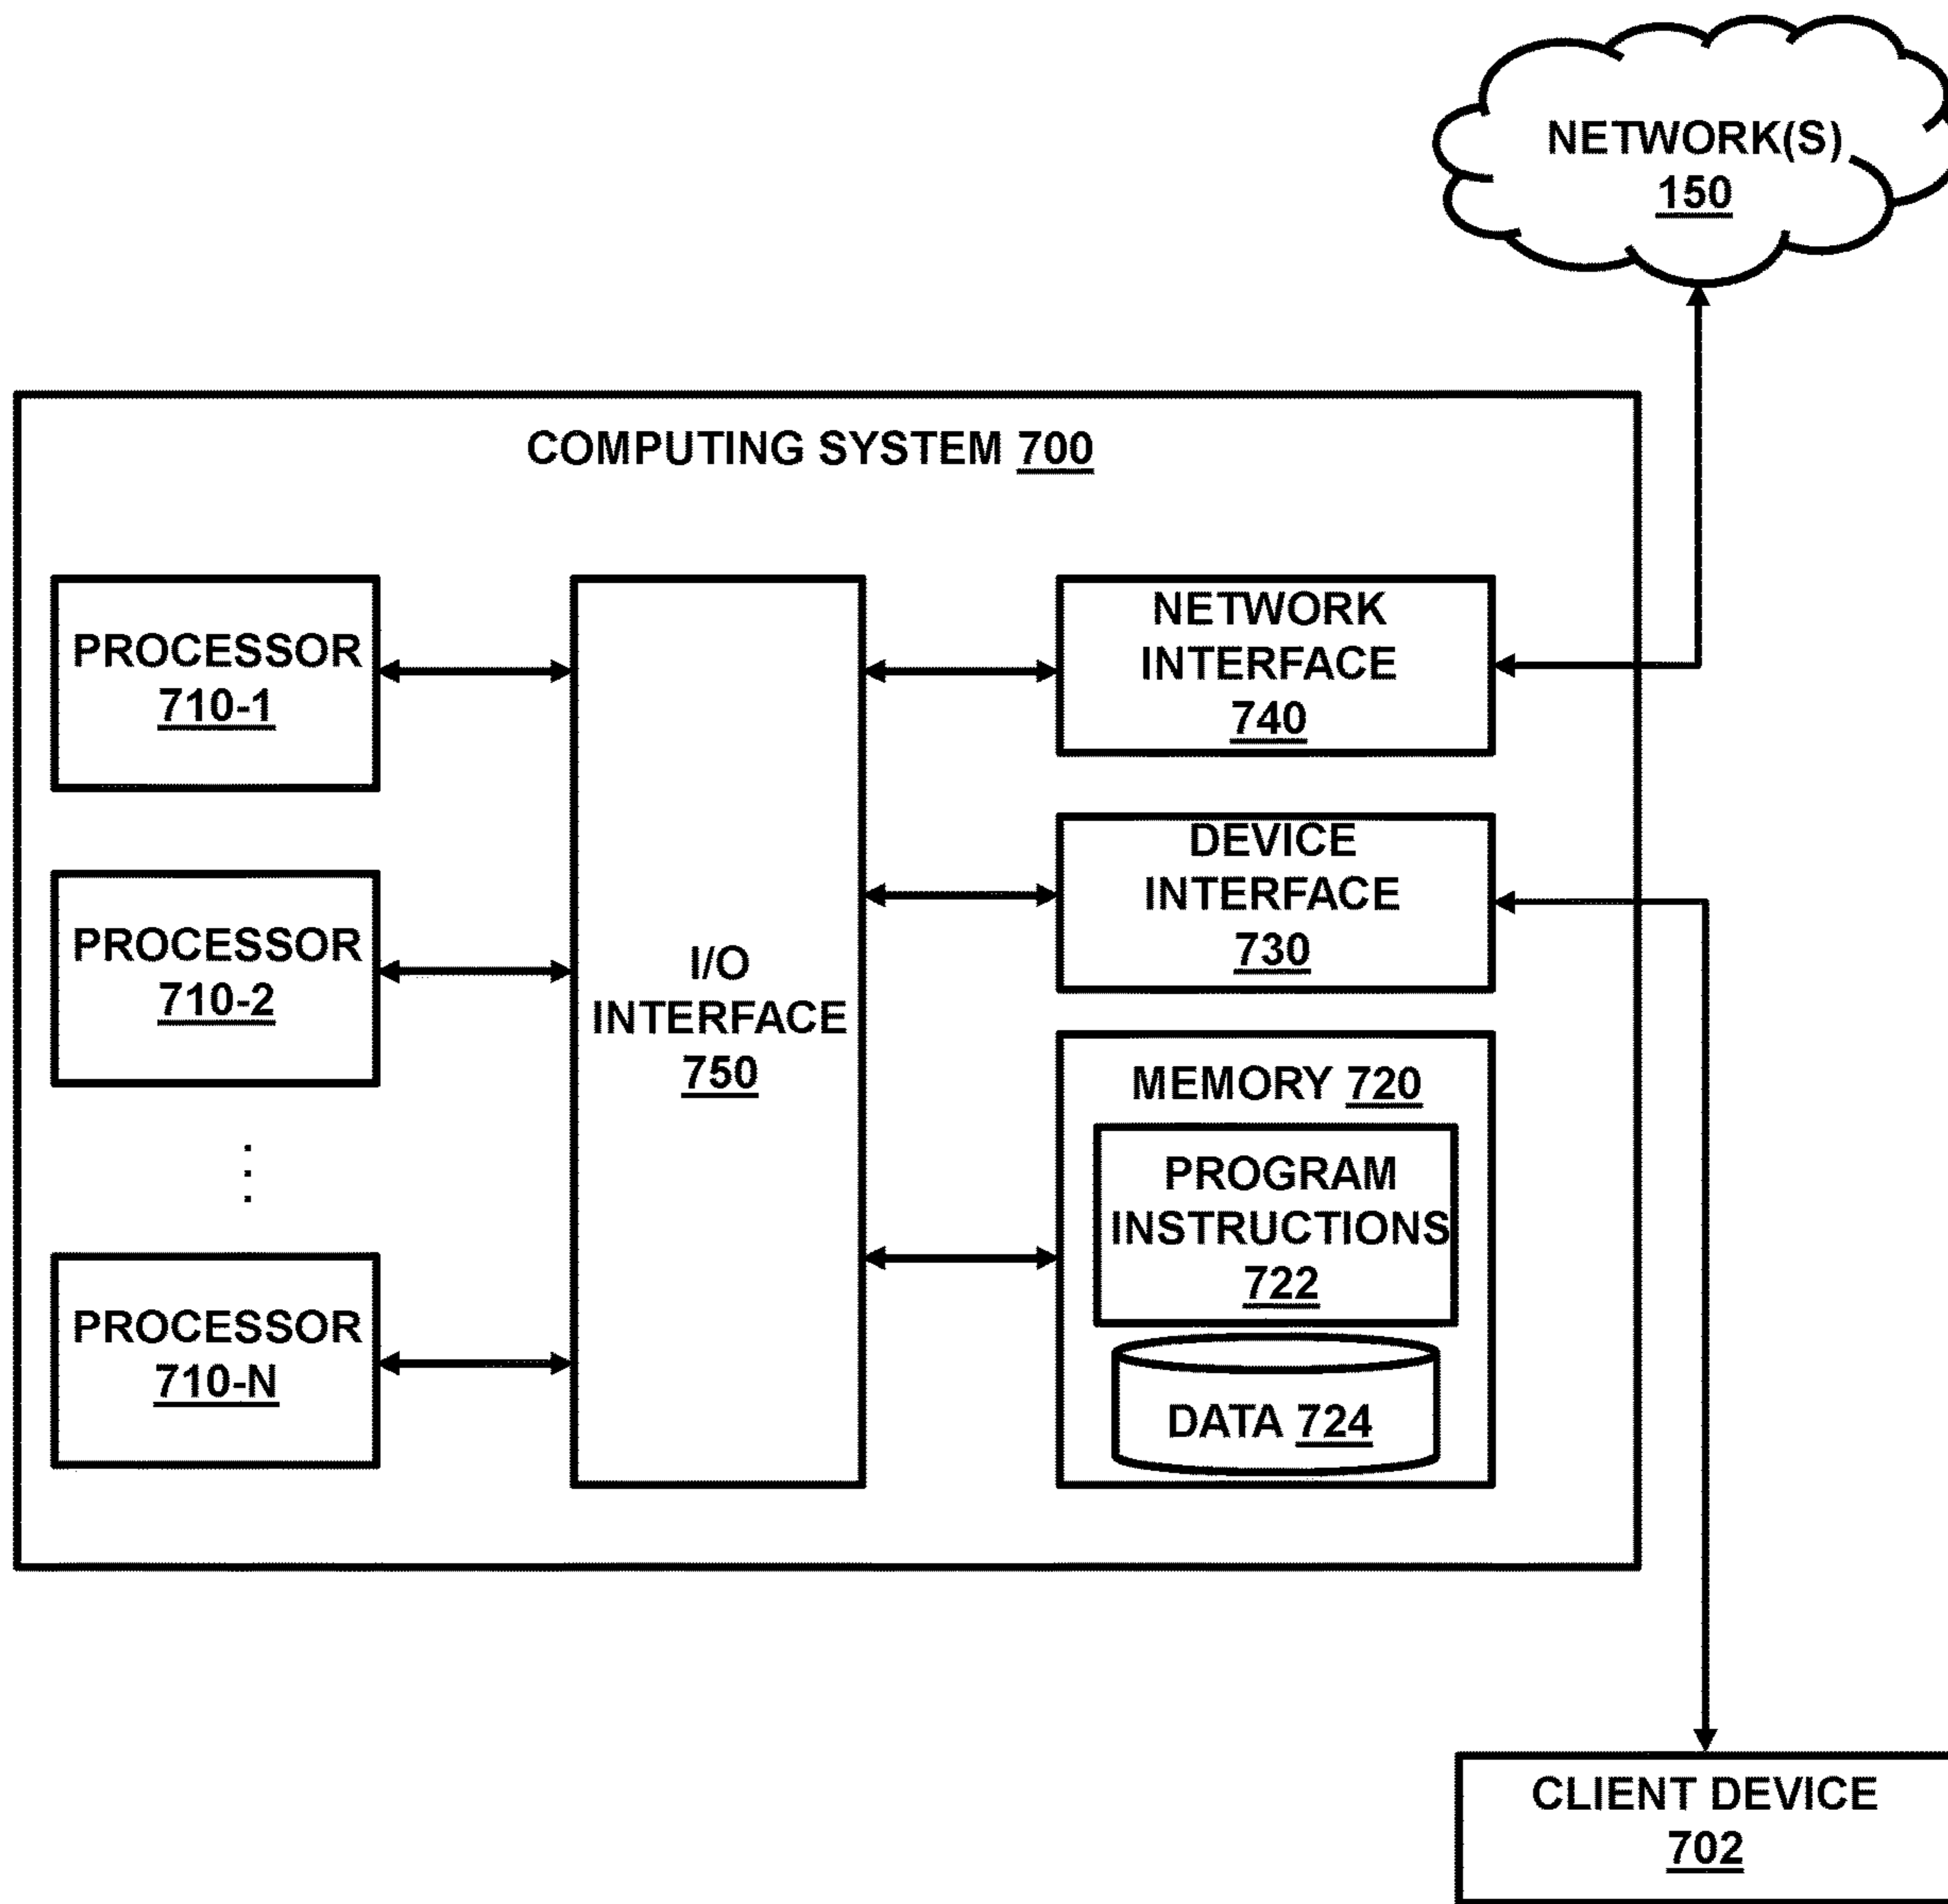 NETWORK(S)
150
COMPUTING SYSTEM 700
PROCESSOR
710-1
PROCESSOR
710-2
PROCESSOR
710-N
I/O
INTERFACE
750
NETWORK
INTERFACE
740
DEVICE
INTERFACE
730
MEMORY 720
PROGRAM
INSTRUCTIONS
722
DATA 724
CLIENT DEVICE
702